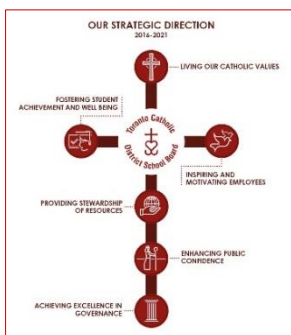 OUR STRATEGIC DIRECTION
2016-2021
LIVING OUR CATHOLIC VALUES
FOSTERING STUDENT
ACHIEVEMENT AND WELL BEING
Toronto Catholic
District School Board
INSPIRING AND
MOTIVATING EMPLOYEES
PROVIDING STEWARDSHIP
OF RESOURCES
ENHANCING PUBLIC
CONFIDENCE
ACHIEVING EXCELLENCE IN
GOVERNANCE